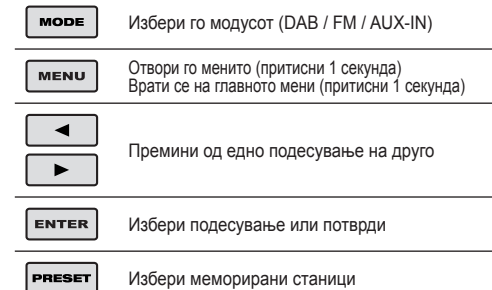 MODE Избери го модусот (DAB / FM / AUX-IN)
MENU Отвори го менито (притисни 1 секунда)
Врати се на главното мени (притисни 1 секунда)
◄
► Премини од едно подесување на друго
ENTER Избери подесување или потврди
PRESET Избери меморирани станици